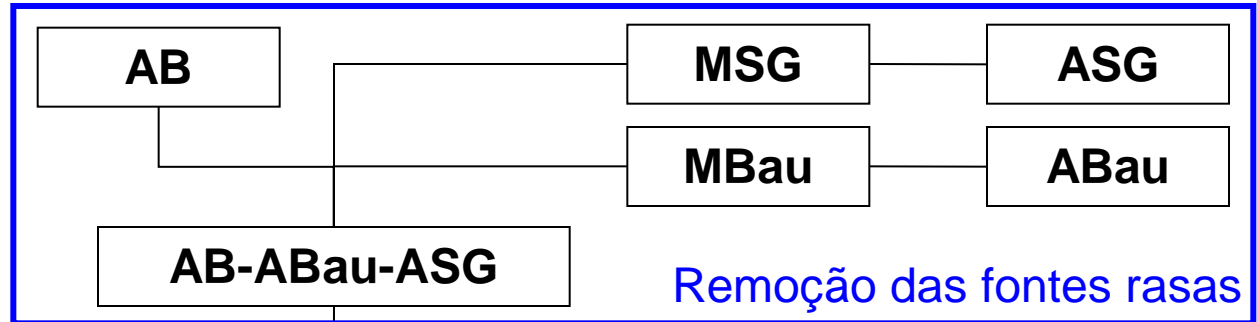 AB
MSG
ASG
MBau
ABau
AB-ABau-ASG
Remoção das fontes rasas